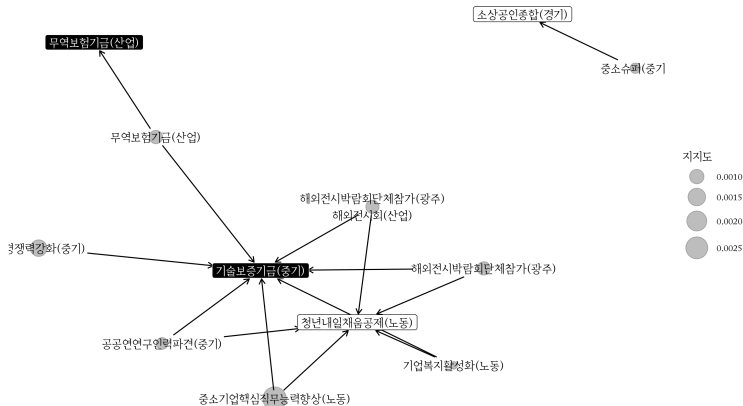 소상공인종합(경기)
무역보험기금(산업)
중소슈퍼(중기
무역보험기금(산업)
지지도
0.0010
0.0015
0.0020
0.0025
해외전시박람회단체참가(광주)
해외전시회(산업)
경쟁력강화(중기)
기술보증기금(중기)
해외전시박람회단체참가(광주)
청년내일채움공제(노동)
공공연연구인력파견(중기)
기업복지활성화(노동)
중소기업핵심직무능력향상(노동)